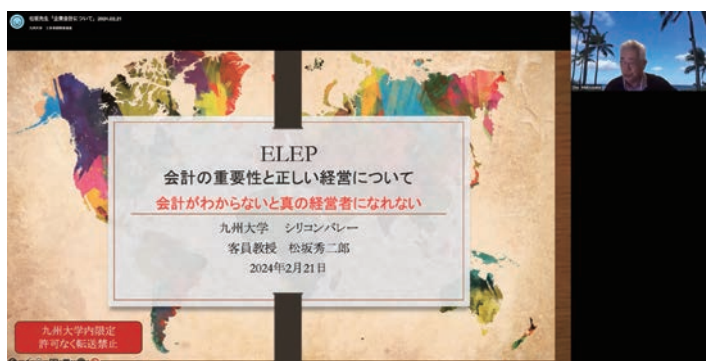 ELEP
会計の重要性と正しい経営について
会計がわからないと真の経営者になれない
九州大学 シリコンバレー
客員教授 松坂秀二郎
2024年2月21日
九州大学内限定
許可なく転送禁止